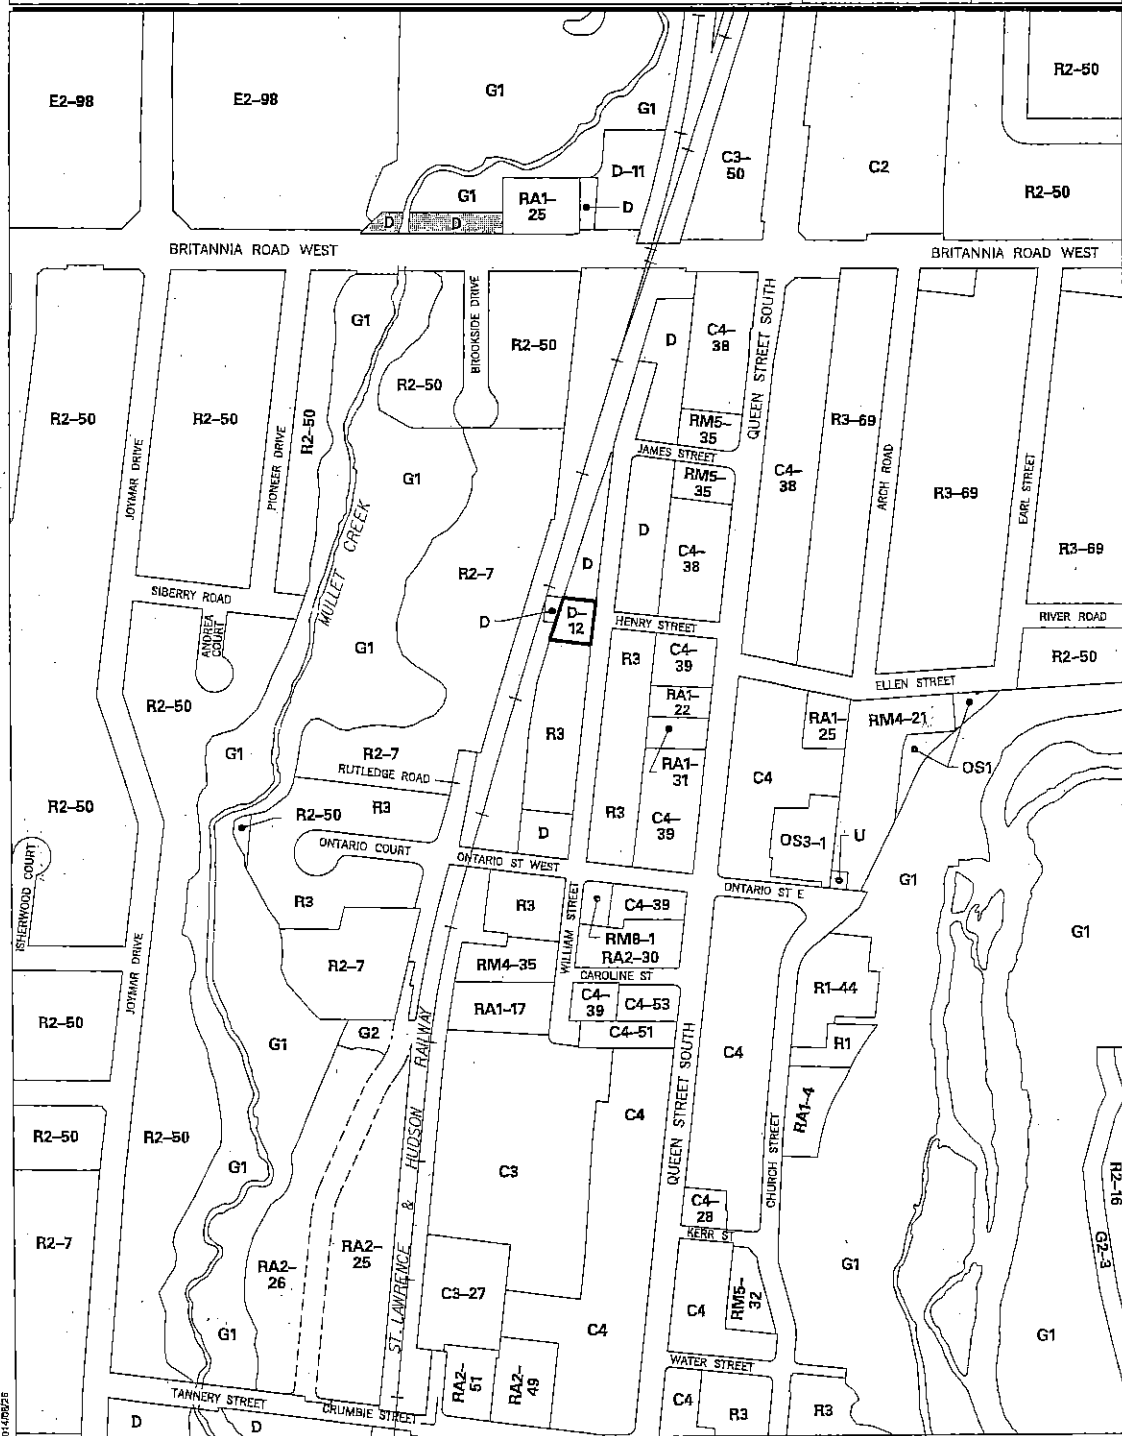 R2-50
E2-98
E2-98
G1
G1
C3-
50
C2
D-11
R2-50
G1
RA1-
25
D
D
D
BRITANNIA ROAD WEST
BRITANNIA ROAD WEST
G1
BROOKSIDE DRIVE
R2-50
D
C4-
38
QUEEN STREET SOUTH
R2-50
R2-50
R2-50
R2-50
RM5-
35
R3-69
JOYMAR DRIVE
PIONEER DRIVE
JAMES STREET
RM5-
35
C4-
38
ARCH ROAD
EARL STREET
G1
R3-69
MULLET CREEK
D
C4-
38
R3-69
D
R2-7
SIBERRY ROAD
D
D-
12
HENRY STREET
RIVER ROAD
ANDREA
COURT
G1
R3
C4-
39
R2-50
ELLEN STREET
R2-50
RA1-
22
RA1-
25
RM4-21
R3
G1
R2-7
RUTLEDGE ROAD
RA1-
31
C4
OS1
R2-50
R2-50
R3
R3
C4-
39
D
OS3-1
U
ONTARIO COURT
ONTARIO ST WEST
ISHERWOOD COURT
G1
ONTARIO ST E
R3
R3
WILLIAM STREET
C4-39
G1
RM8-1
RA2-30
JOYMAR DRIVE
R2-7
RM4-35
CAROLINE ST
R1-44
RA1-17
C4-
39
C4-53
R2-50
G1
G2
C4-51
C4
R1
ST. LAWRENCE & HUDSON RAILWAY
QUEEN STREET SOUTH
RA1-4
C4
R2-50
R2-50
G1
C3
CHURCH STREET
R2-16
C4-
28
KERR ST
R2-7
RA2-
26
RA2-
25
G2-3
G1
C3-27
C4
RM5-
32
G1
C4
G1
WATER STREET
RA2-
51
RA2-
49
TANNERY STREET
CRUMBIE STREET
C4
R3
R3
D
D